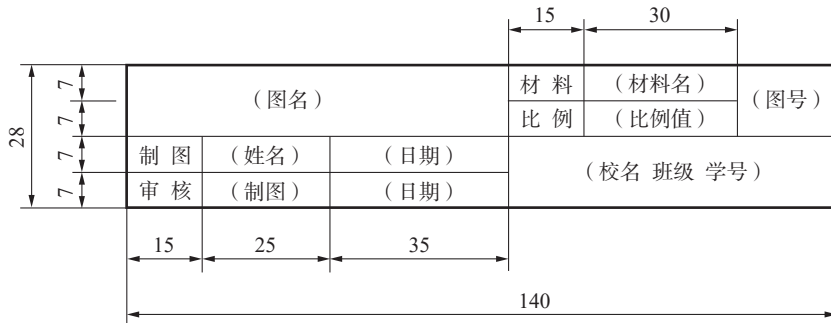 15 30
7 (图名) 材 料 (材料名) (图号)
7 比 例 (比例值)
28
7 制 图 (姓名) (日期) (校名 班级 学号)
7 审 核 (制图) (日期)
15 25 35
140